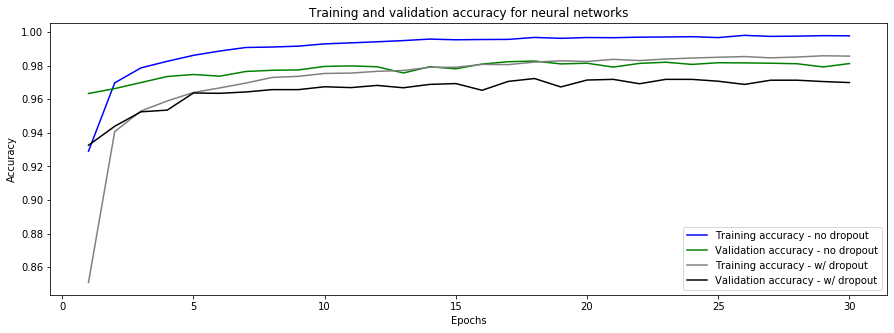 Training and validation accuracy for neural networks
1.00
0.98
0.96
0.94
0.92
0.90
0.88
0.86
Accuracy
Training accuracy - no dropout
Validation accuracy - no dropout
Training accuracy - w/ dropout
Validation accuracy - w/ dropout
0 5 10 15 20 25 30
Epochs